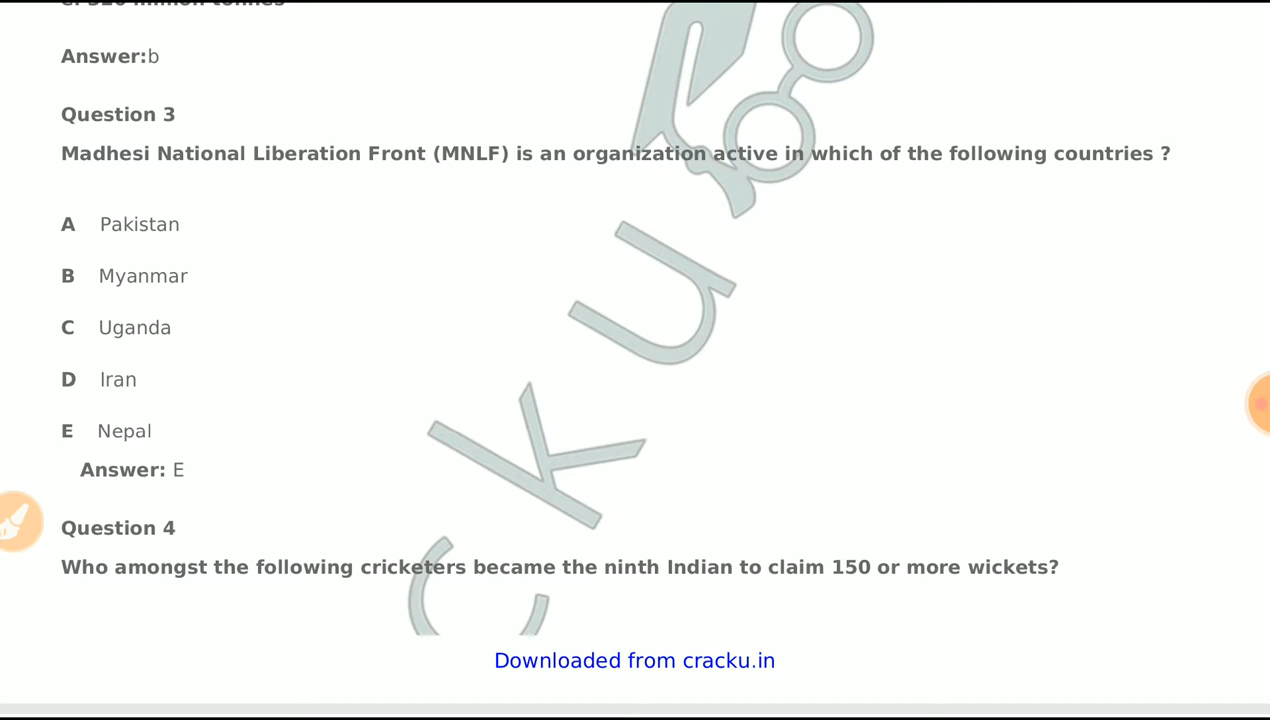 Answer:b
Question 3
Madhesi National Liberation Front (MNLF) is an organization active in which of the following countries ?
A Pakistan
B Myanmar
C Uganda
D Iran
E Nepal
Answer: E
Question 4
Who amongst the following cricketers became the ninth Indian to claim 150 or more wickets?
c k u
Downloaded from cracku.in